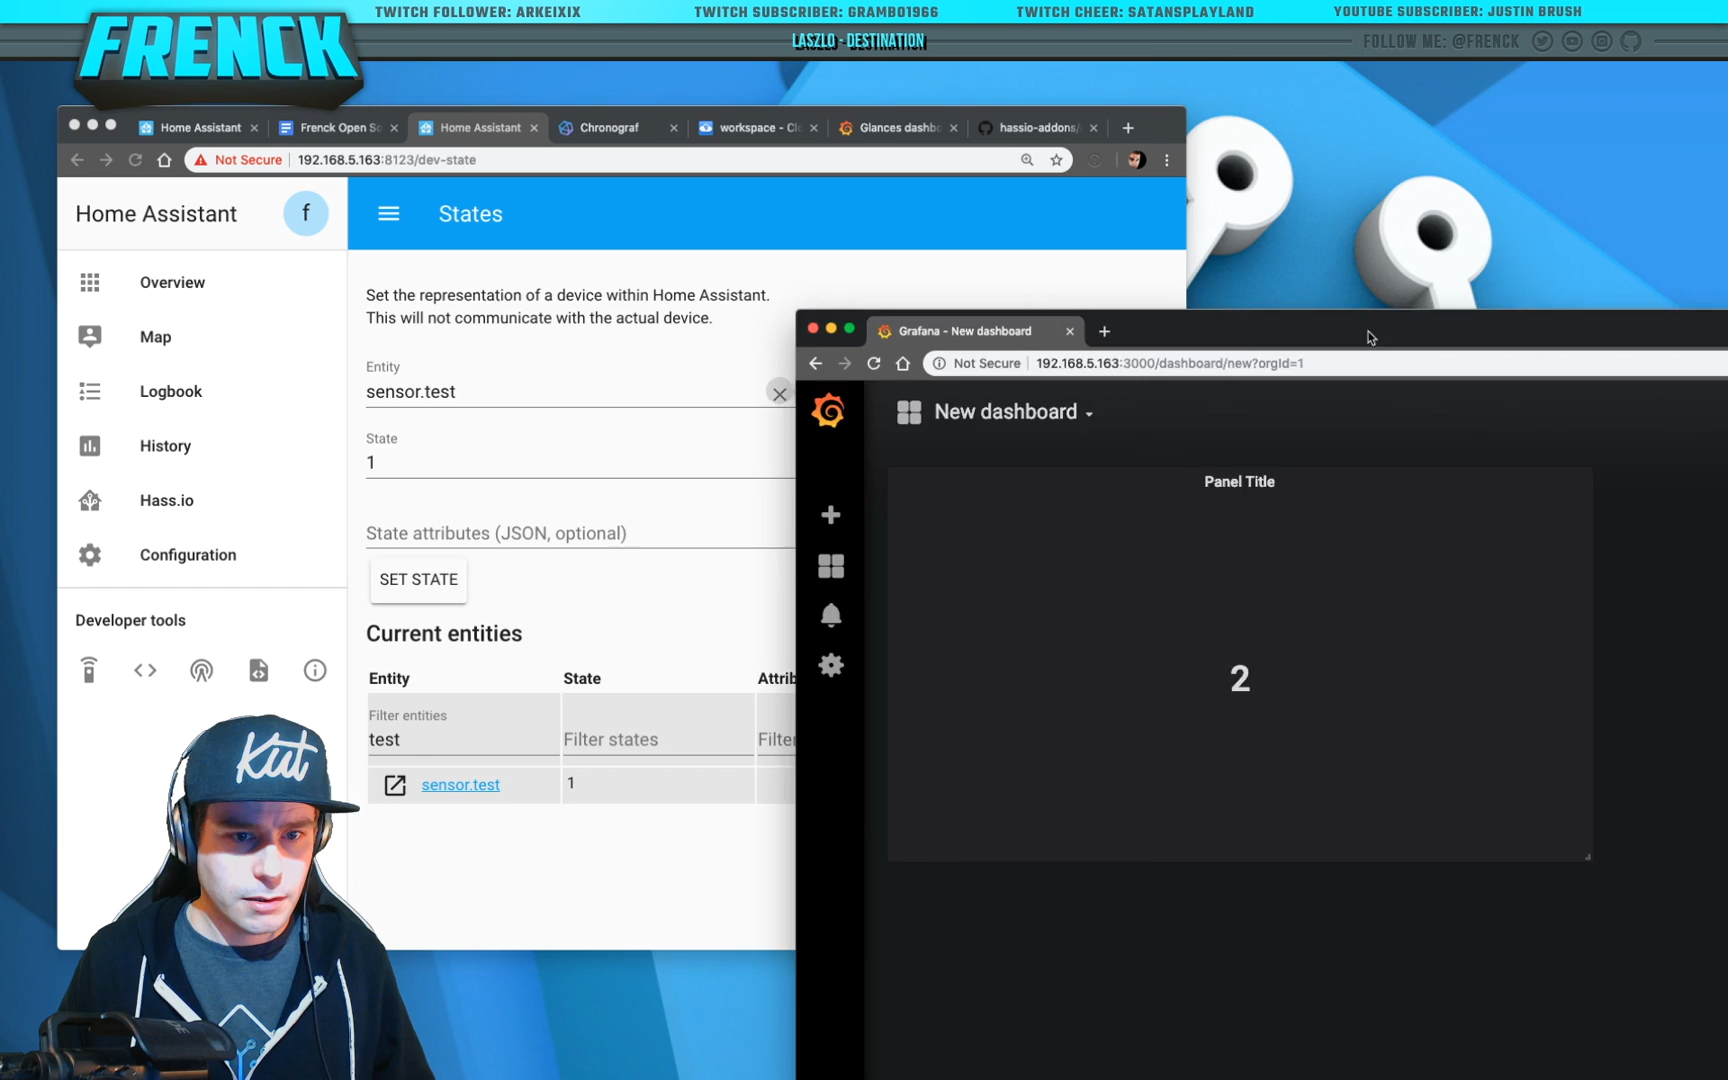 TWITCH FOLLOWER: ARKEIXIX
TWITCH SUBSCRIBER: GRAMBO1966
TWITCH CHEER: SATANSPLAYLAND
YOUTUBE SUBSCRIBER: JUSTIN BRUSH
FRENCK
LASZLO - DESTINATION
FOLLOW ME: @FRENCK
Home Assistant
Frenck Open So
Home Assistant
Chronograf
workspace - Clo
Glances dashbo
hassio-addons/
Not Secure
192.168.5.163:8123/dev-state
Home Assistant
f
States
Overview
Map
Logbook
History
Hass.io
Configuration
Developer tools
Set the representation of a device within Home Assistant.
This will not communicate with the actual device.
Entity
sensor.test
State
1
State attributes (JSON, optional)
SET STATE
Current entities
Entity
State
Attrib
Filter entities
test
Filter states
Filter
sensor.test
1
Grafana - New dashboard
Not Secure
192.168.5.163:3000/dashboard/new?orgId=1
New dashboard
Panel Title
2
Kut